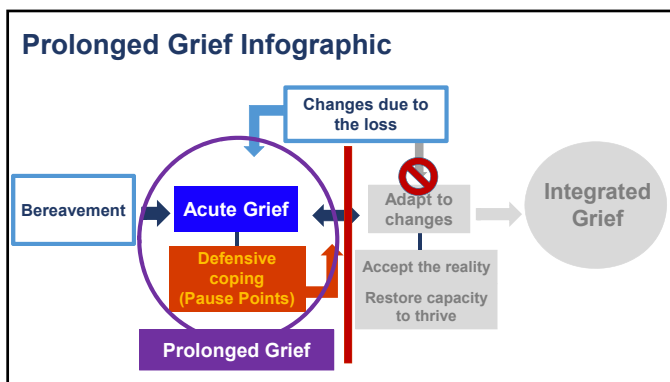 Prolonged Grief Infographic
Changes due to
the loss
Bereavement
Acute Grief
Defensive
coping
(Pause Points)
Prolonged Grief
Adapt to
changes
Accept the reality
Restore capacity
to thrive
Integrated
Grief